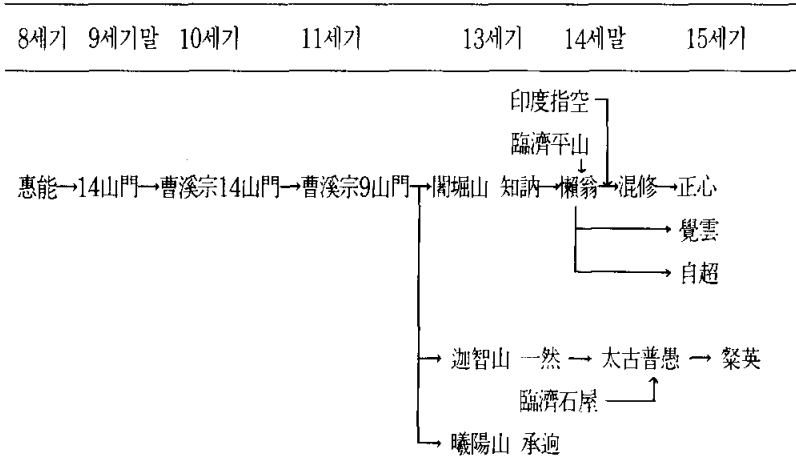 8세기 9세기말 10세기 11세기 13세기 14세말 15세기
印度指空
臨濟平山
惠能→14山門→曹溪宗14山門→曹溪宗9山門→闍堀山 知訥→懶翁→混修→正心
覺雲
自超
迦智山 一然 → 太古普愚 → 粲英
臨濟石屋
曦陽山 承逈